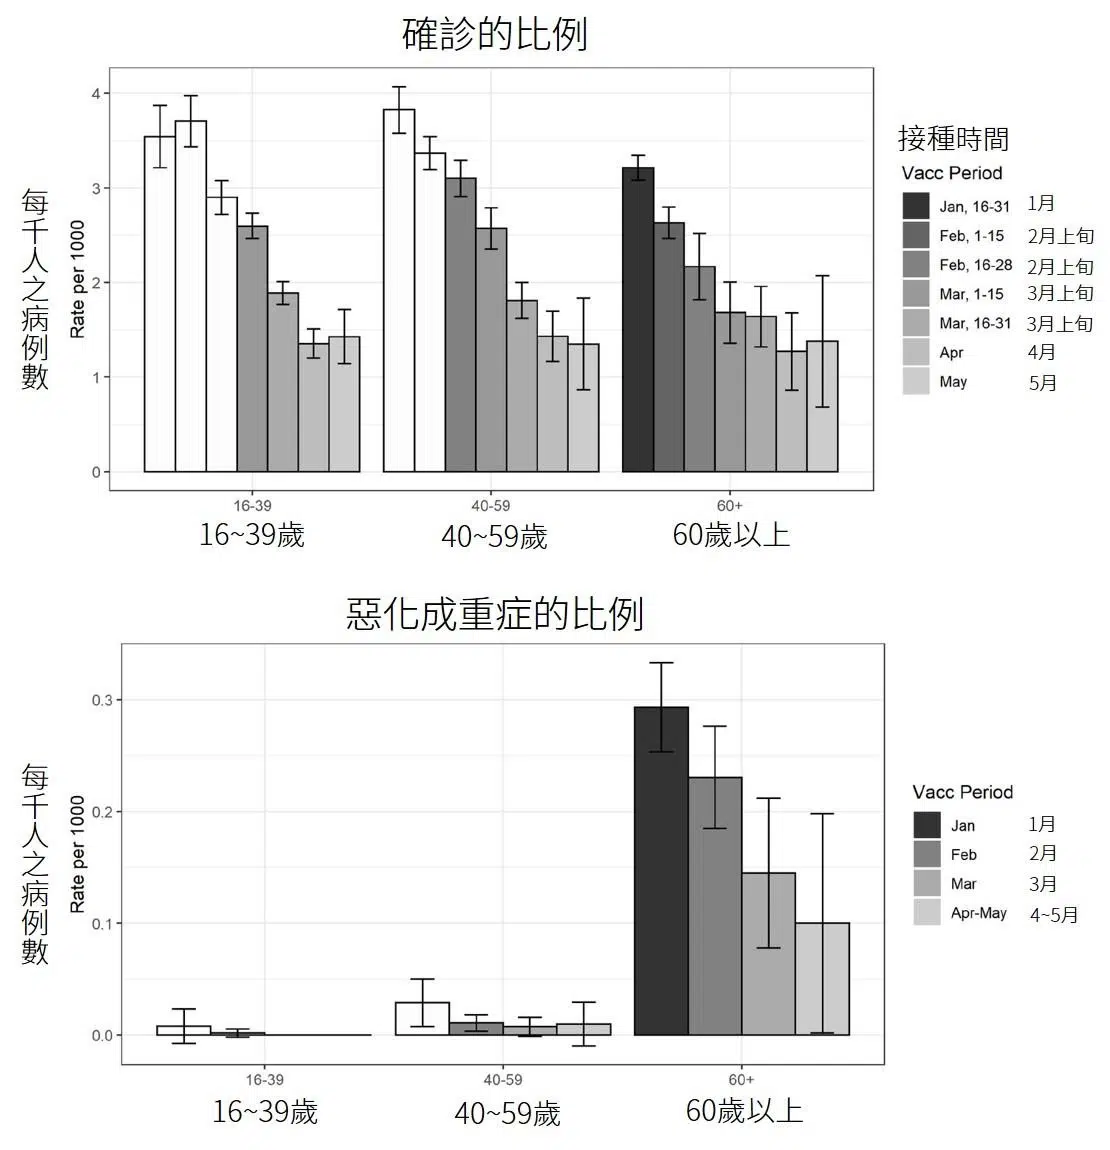 確診的比例
每千人之病例數
Rate per 1000
4
3
2
1
0
16-39
40-59
60+
16~39歲
40~59歲
60歲以上
接種時間
Vacc Period
Jan, 16-31 1月
Feb, 1-15 2月上旬
Feb, 16-28 2月上旬
Mar, 1-15 3月上旬
Mar, 16-31 3月上旬
Apr 4月
May 5月
惡化成重症的比例
每千人之病例數
Rate per 1000
0.3
0.2
0.1
0.0
16-39
40-59
60+
16~39歲
40~59歲
60歲以上
Vacc Period
Jan 1月
Feb 2月
Mar 3月
Apr-May 4~5月